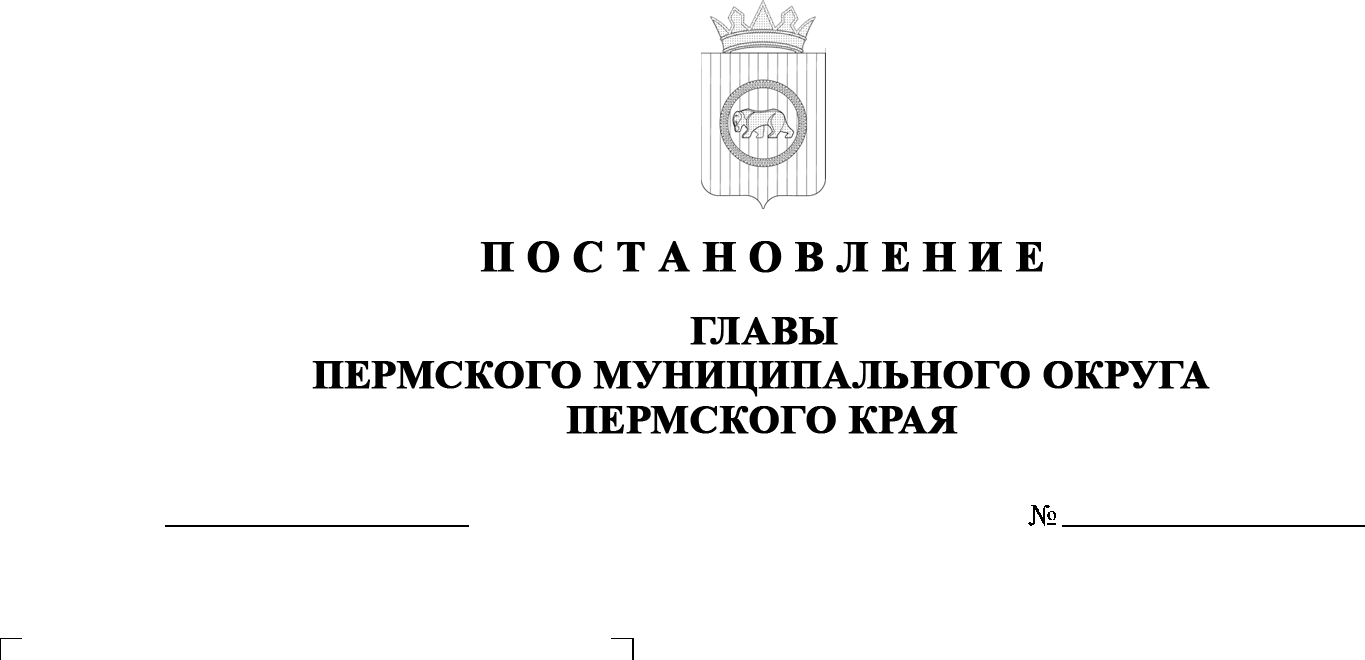 П О С Т А Н О В Л Е Н И Е
ГЛАВЫ
ПЕРМСКОГО МУНИЦИПАЛЬНОГО ОКРУГА
ПЕРМСКОГО КРАЯ
№